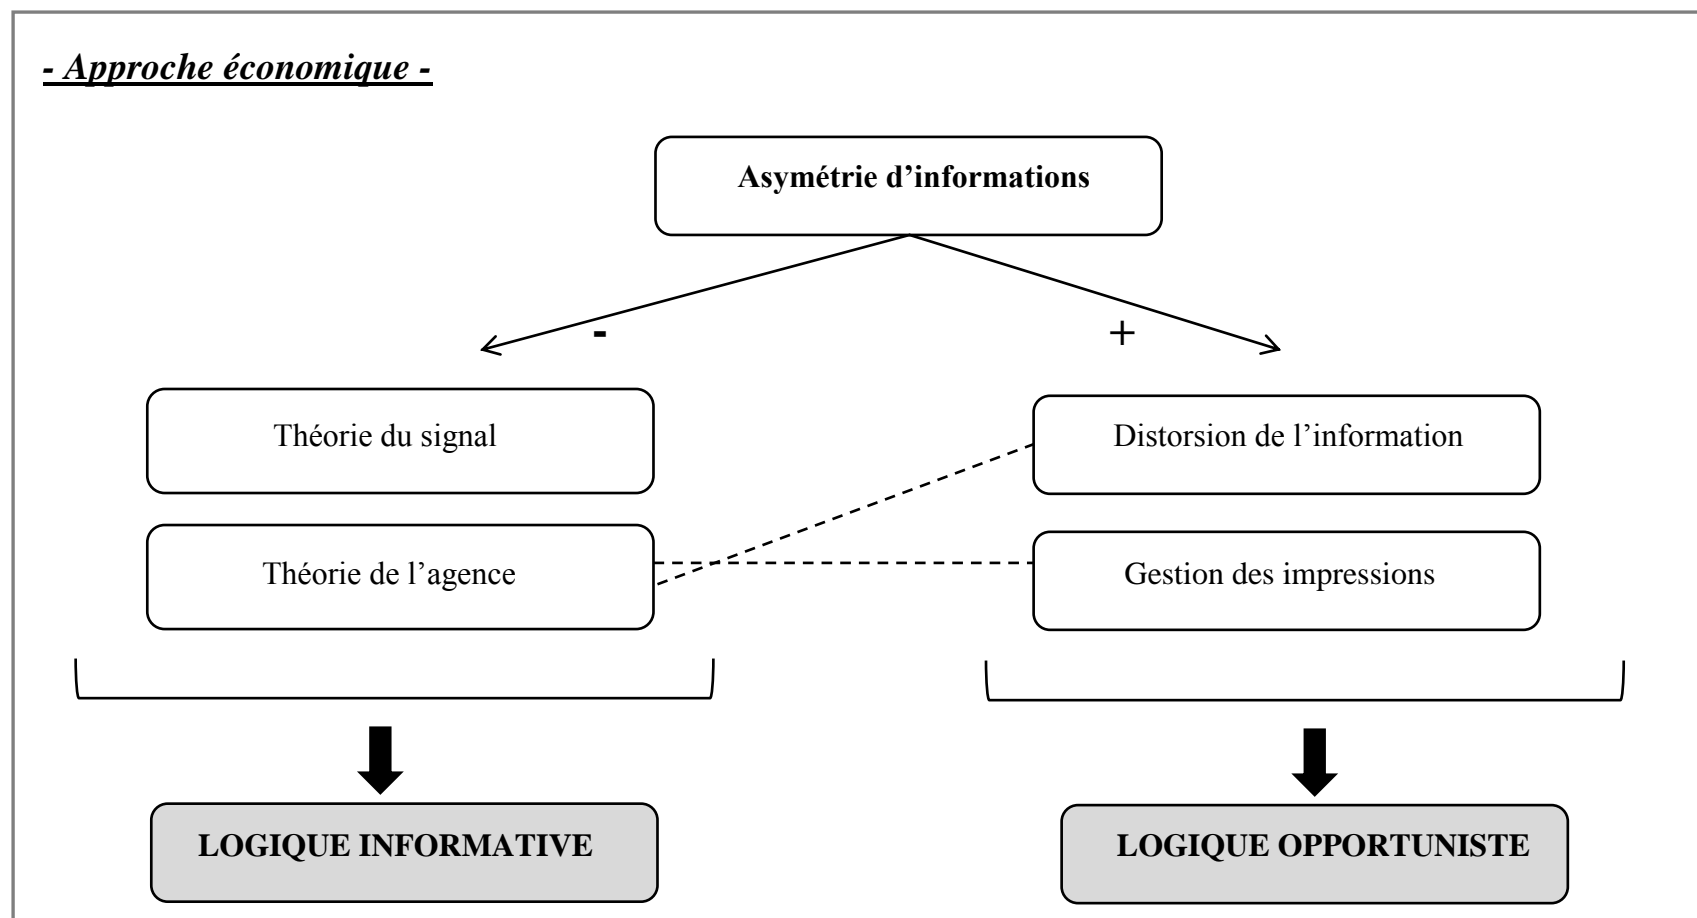 - Approche économique -
Asymétrie d’informations
- +
Théorie du signal
Distorsion de l’information
Théorie de l’agence
Gestion des impressions
LOGIQUE INFORMATIVE
LOGIQUE OPPORTUNISTE